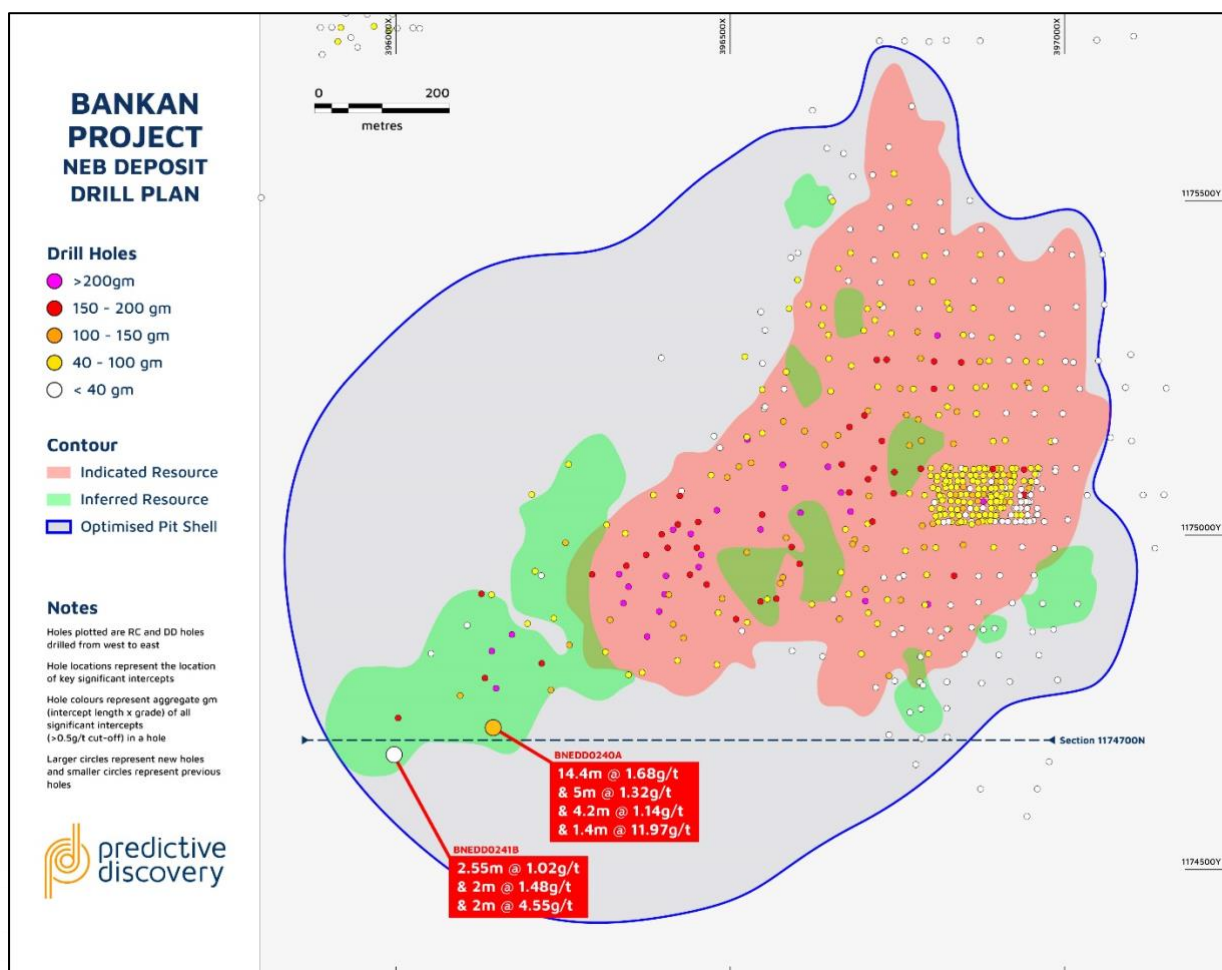 BANKAN
PROJECT
NEB DEPOSIT
DRILL PLAN
Drill Holes
>200gm
150 - 200 gm
100 - 150 gm
40 - 100 gm
< 40 gm
Contour
Indicated Resource
Inferred Resource
Optimised Pit Shell
Notes
Holes plotted are RC and DD holes
drilled from west to east
Hole locations represent the location
of key significant intercepts
Hole colours represent aggregate gm
(intercept length x grade) of all
significant intercepts
(>0.5g/t cut-off) in a hole
Larger circles represent new holes
and smaller circles represent previous
holes
predictive
discovery
0 200
metres
396000X
396500X
397000X
1175500Y
1175000Y
1174500Y
Section 1174700N
BNEDD0240A
14.4m @ 1.68g/t
& 5m @ 1.32g/t
& 4.2m @ 1.14g/t
& 1.4m @ 11.97g/t
BNEDD0241B
2.55m @ 1.02g/t
& 2m @ 1.48g/t
& 2m @ 4.55g/t